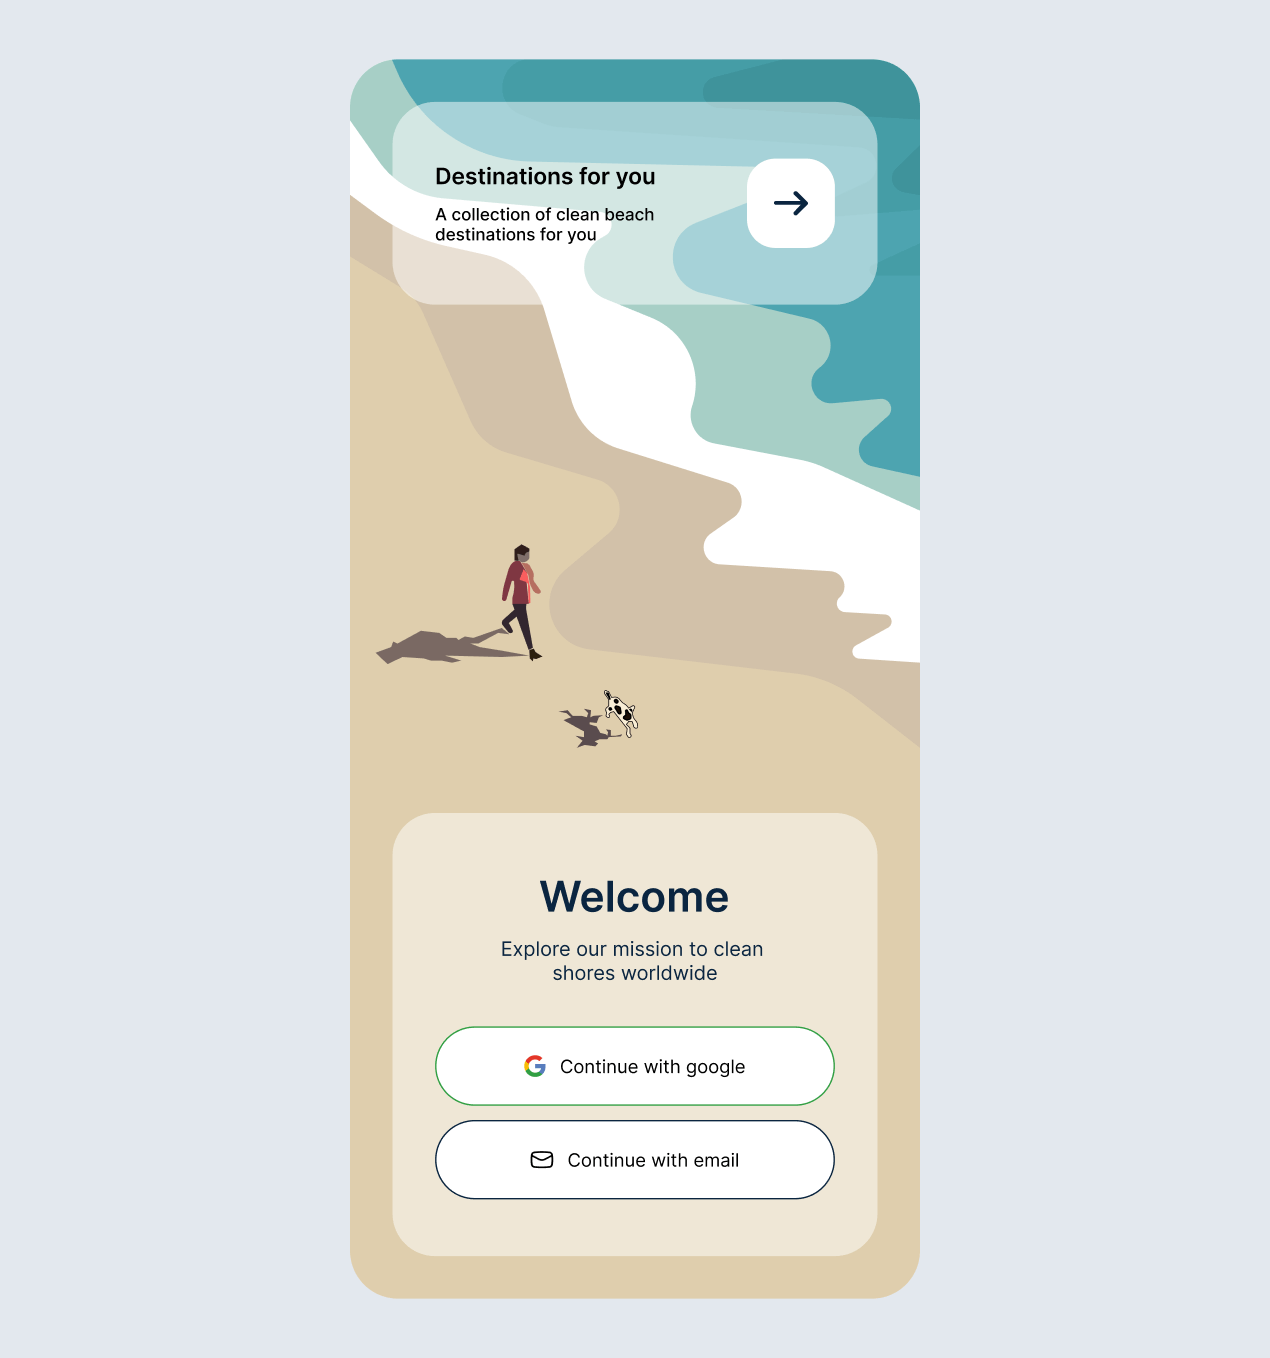 Destinations for you
A collection of clean beach
destinations for you
Welcome
Explore our mission to clean
shores worldwide
Continue with google
Continue with email